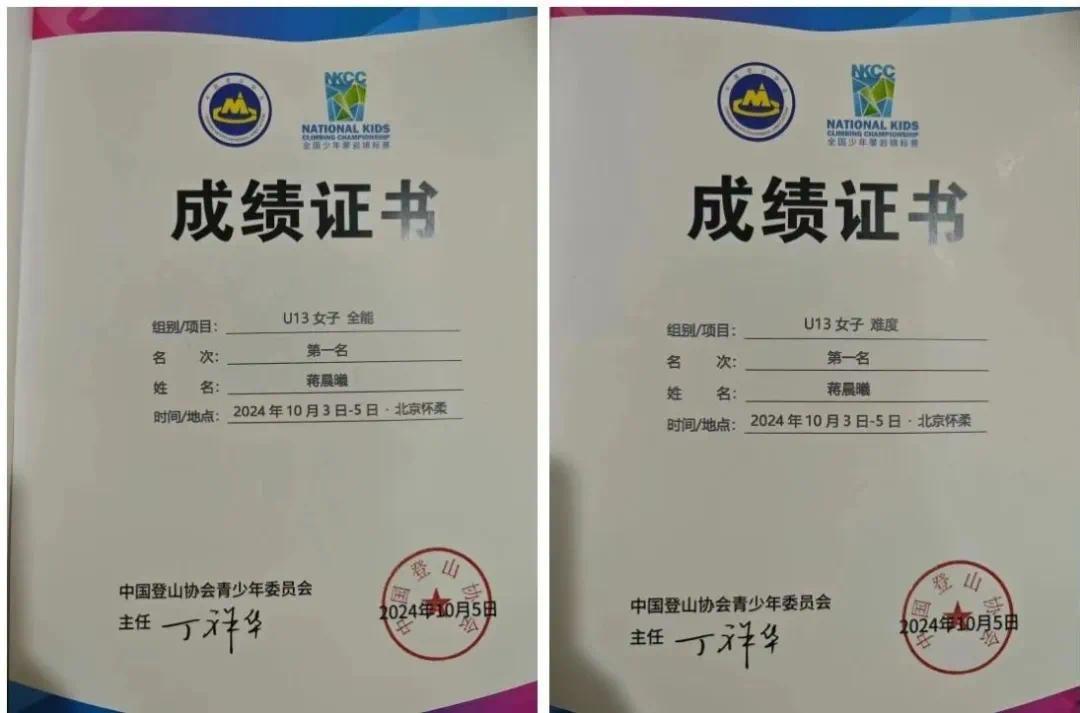 NKCC
NATIONAL KIDS
CLIMBING CHAMPIONSHIP
全国少年攀岩锦标赛
成绩证书
组别/项目: U13 女子 全能
名 次: 第一名
姓 名: 蒋晨曦
时间/地点: 2024 年 10 月 3 日-5 日 · 北京怀柔
中国登山协会青少年委员会
主任 丁祥华
中国登山协会
2024年10月5日
NKCC
NATIONAL KIDS
CLIMBING CHAMPIONSHIP
全国少年攀岩锦标赛
成绩证书
组别/项目: U13 女子 难度
名 次: 第一名
姓 名: 蒋晨曦
时间/地点: 2024 年 10 月 3 日-5 日 · 北京怀柔
中国登山协会青少年委员会
主任 丁祥华
中国登山协会
2024年10月5日